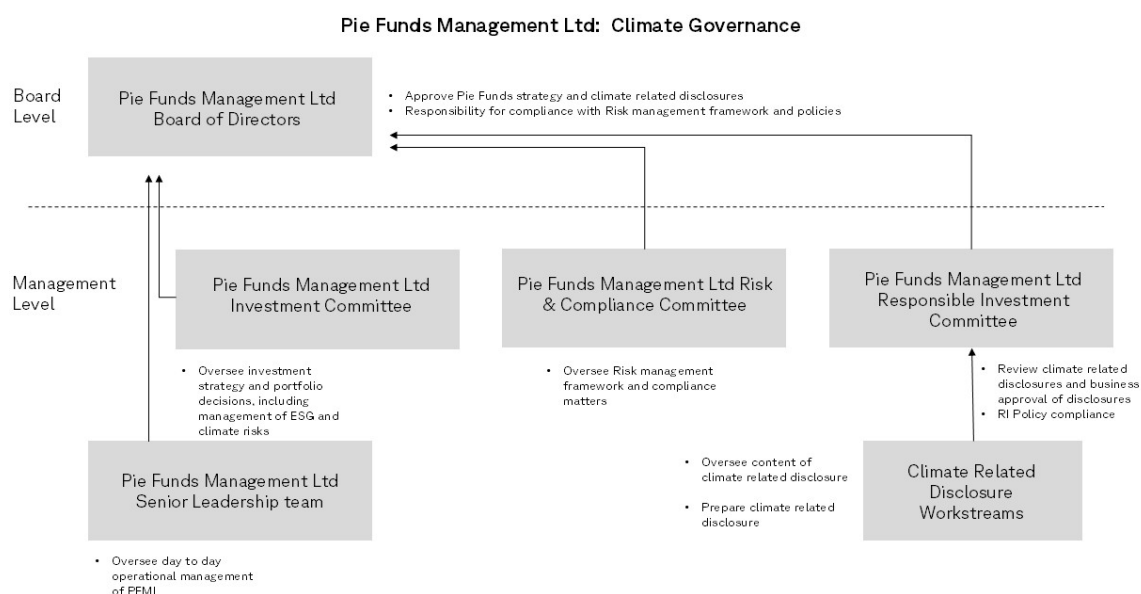 Pie Funds Management Ltd: Climate Governance
Board
Level
Pie Funds Management Ltd
Board of Directors
• Approve Pie Funds strategy and climate related disclosures
• Responsibility for compliance with Risk management framework and policies
Management
Level
Pie Funds Management Ltd
Investment Committee
Pie Funds Management Ltd Risk
& Compliance Committee
Pie Funds Management Ltd
Responsible Investment
Committee
• Oversee investment
strategy and portfolio
decisions, including
management of ESG and
climate risks
• Oversee Risk management
framework and compliance
matters
• Review climate related
disclosures and business
approval of disclosures
• RI Policy compliance
Pie Funds Management Ltd
Senior Leadership team
• Oversee content of
climate related disclosure
• Prepare climate related
disclosure
Climate Related
Disclosure
Workstreams
• Oversee day to day
operational management
of PFML